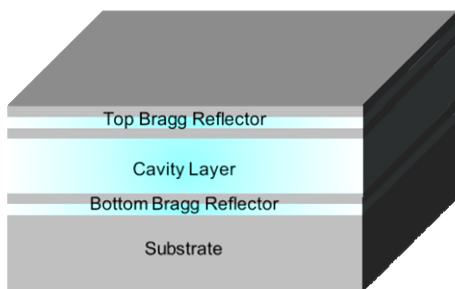 Top Bragg Reflector
Cavity Layer
Bottom Bragg Reflector
Substrate